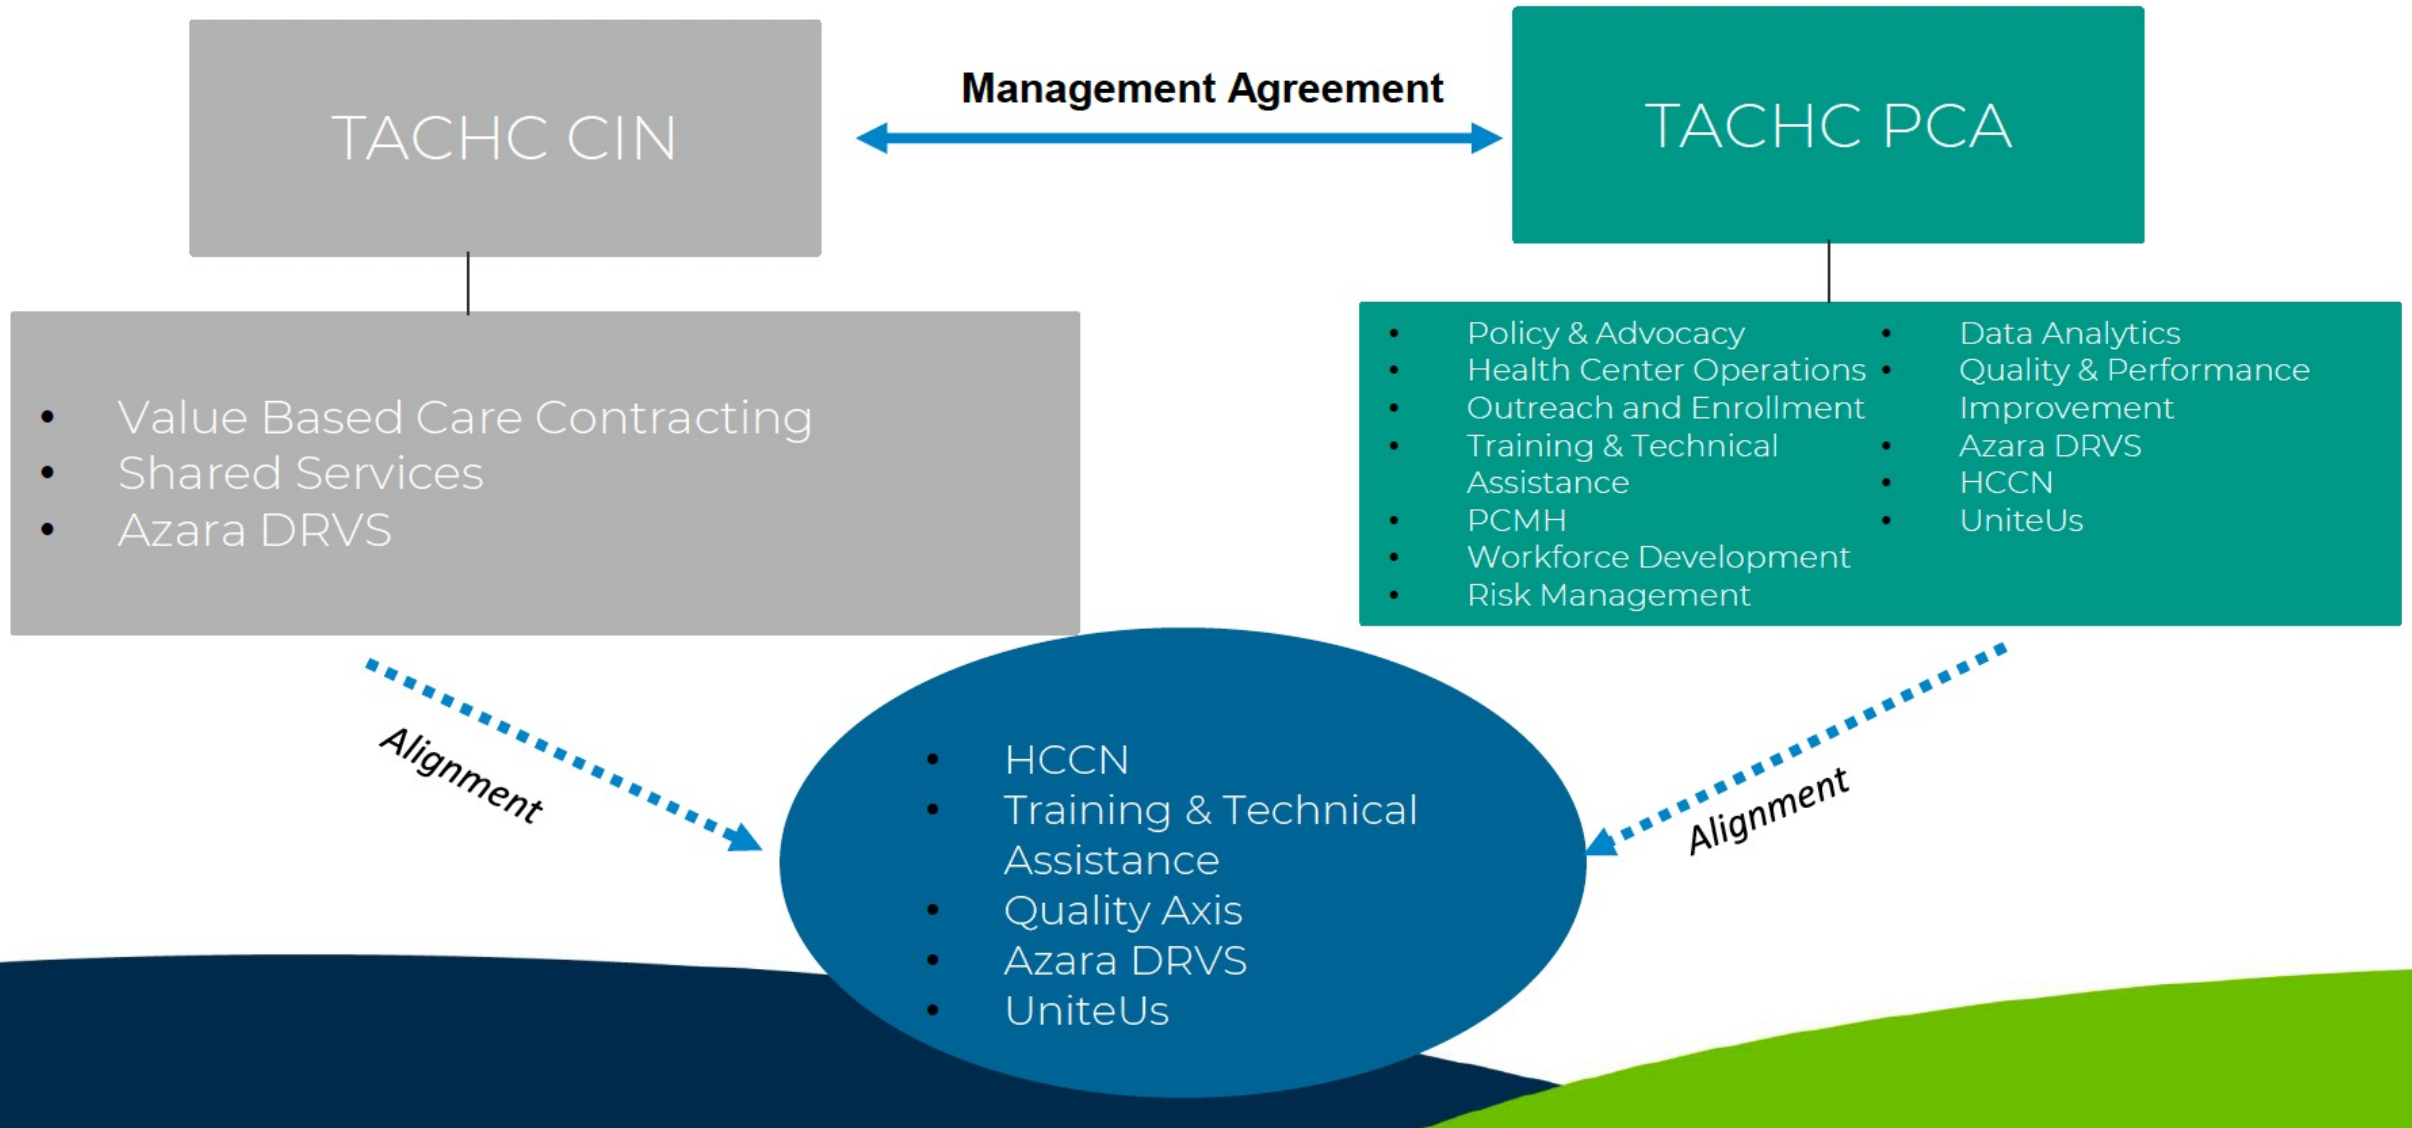 TACHC CIN
Management Agreement
TACHC PCA
• Value Based Care Contracting
• Shared Services
• Azara DRVS
• Policy & Advocacy
• Health Center Operations
• Outreach and Enrollment
• Training & Technical
Assistance
• PCMH
• Workforce Development
• Risk Management
• Data Analytics
• Quality & Performance
Improvement
• Azara DRVS
• HCCN
• UniteUs
Alignment
Alignment
• HCCN
• Training & Technical
Assistance
• Quality Axis
• Azara DRVS
• UniteUs